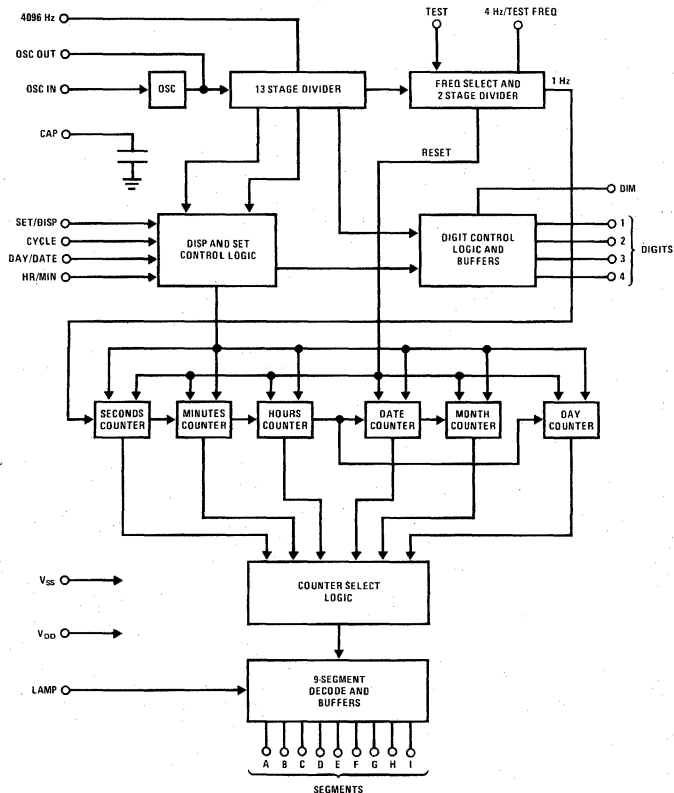 TEST
4 Hz/TEST FREQ
4096 Hz
OSC OUT
OSC IN
OSC
13 STAGE DIVIDER
FREQ SELECT AND
2 STAGE DIVIDER
1 Hz
CAP
RESET
DIM
SET/DISP
CYCLE
DAY/DATE
HR/MIN
DISP AND SET
CONTROL LOGIC
DIGIT CONTROL
LOGIC AND
BUFFERS
1
2
3
4
DIGITS
SECONDS
COUNTER
MINUTES
COUNTER
HOURS
COUNTER
DATE
COUNTER
MONTH
COUNTER
DAY
COUNTER
COUNTER SELECT
LOGIC
VSS
VDD
LAMP
9-SEGMENT
DECODE AND
BUFFERS
A B C D E F G H I
SEGMENTS